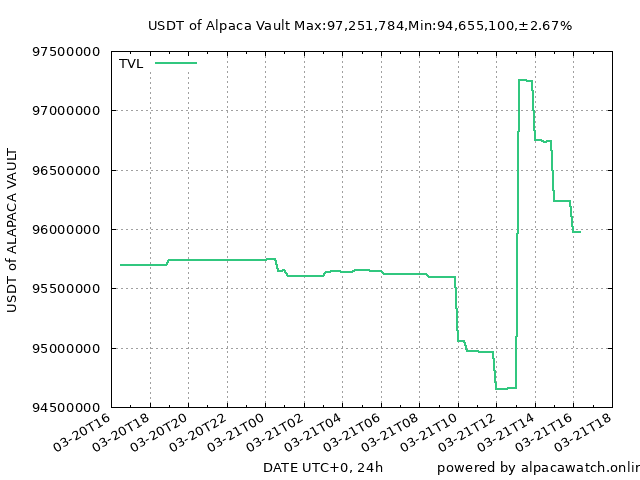 USDT of Alpaca Vault Max:97,251,784,Min:94,655,100,±2.67%
TVL
97500000
97000000
96500000
96000000
95500000
95000000
94500000
USDT of ALAPACA VAULT
03-20T16
03-20T18
03-20T20
03-20T22
03-21T00
03-21T02
03-21T04
03-21T06
03-21T08
03-21T10
03-21T12
03-21T14
03-21T16
03-21T18
DATE UTC+0, 24h
powered by alpacawatch.onlin